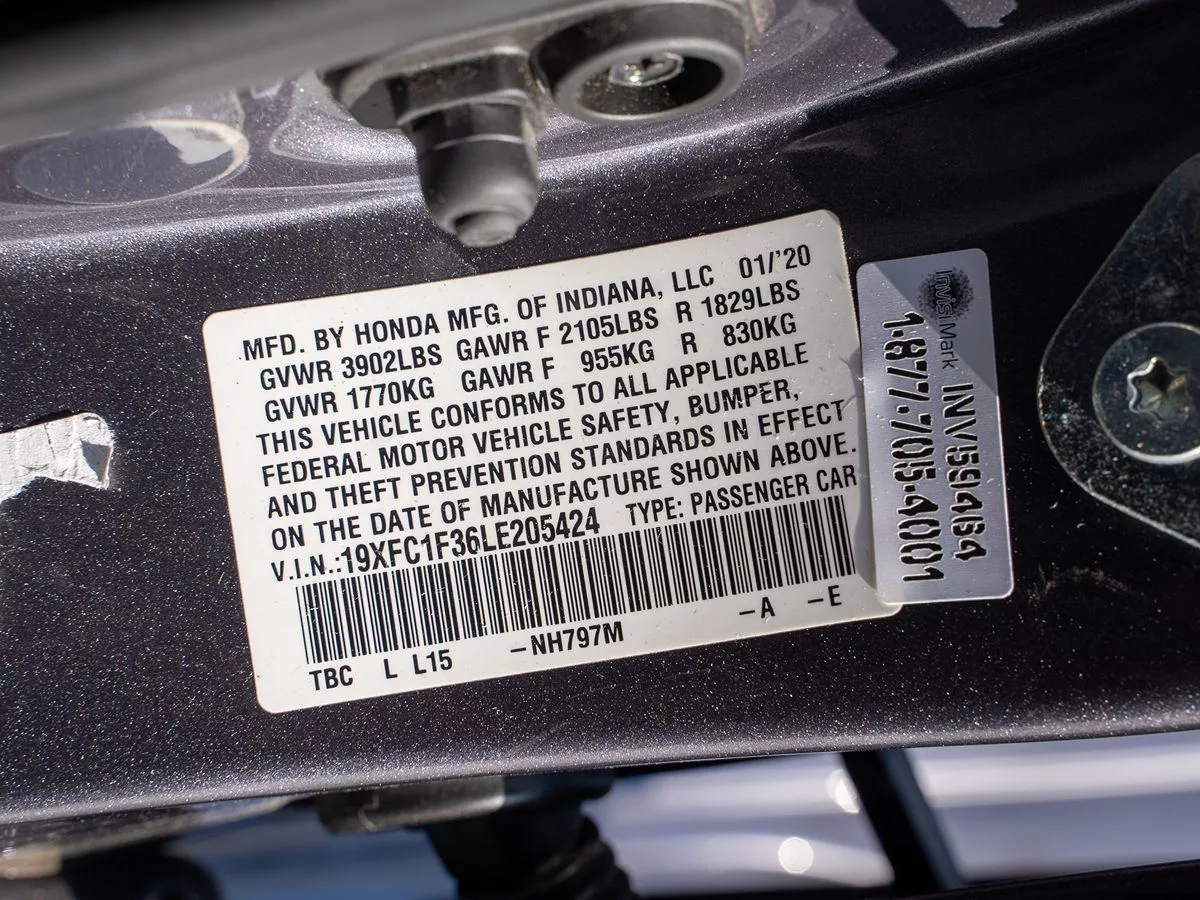 MFD. BY HONDA MFG. OF INDIANA, LLC 01/'20
GVWR 3902LBS GAWR F 2105LBS R 1829LBS
GVWR 1770KG GAWR F 955KG R 830KG
THIS VEHICLE CONFORMS TO ALL APPLICABLE
FEDERAL MOTOR VEHICLE SAFETY, BUMPER,
AND THEFT PREVENTION STANDARDS IN EFFECT
ON THE DATE OF MANUFACTURE SHOWN ABOVE.
V.I.N.:19XFC1F36LE205424 TYPE: PASSENGER CAR
TBC L L15 –NH797M –A –E
InvisiMark INV594464
1·877·705·4001